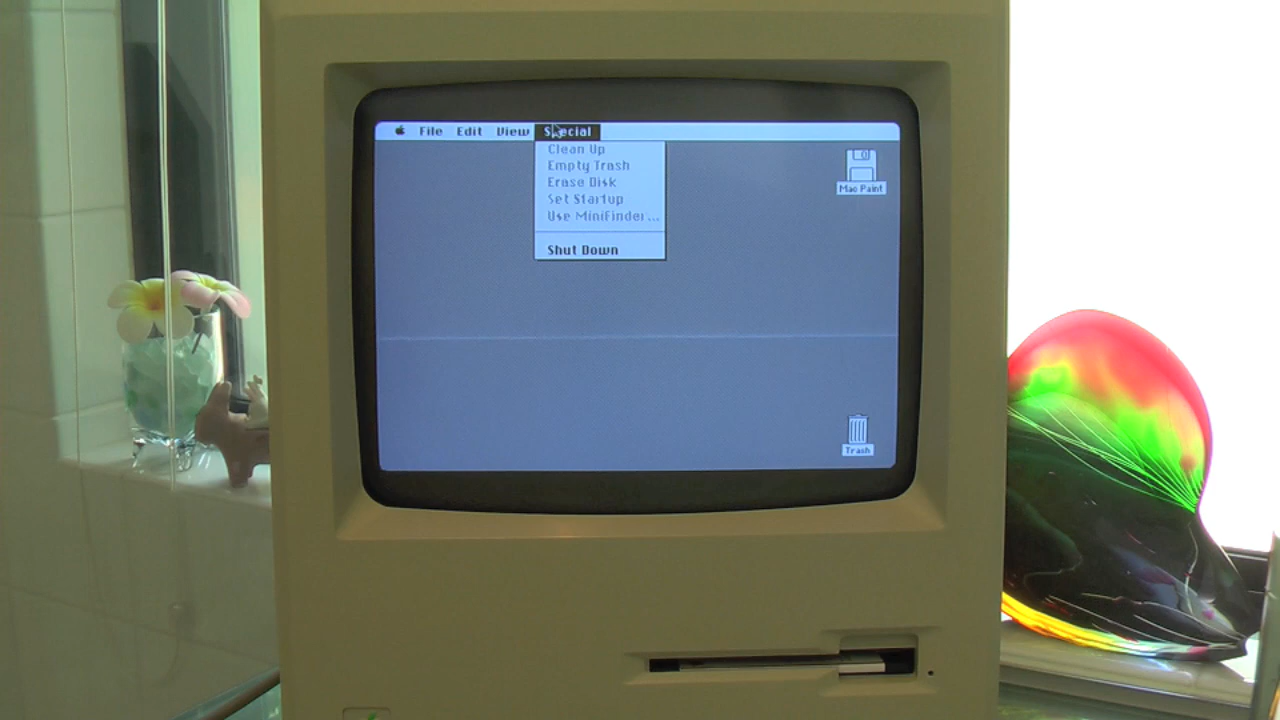 File Edit View Special
Clean Up
Empty Trash
Erase Disk
Set Startup
Use MiniFinder...
Shut Down
Mac Paint
Trash